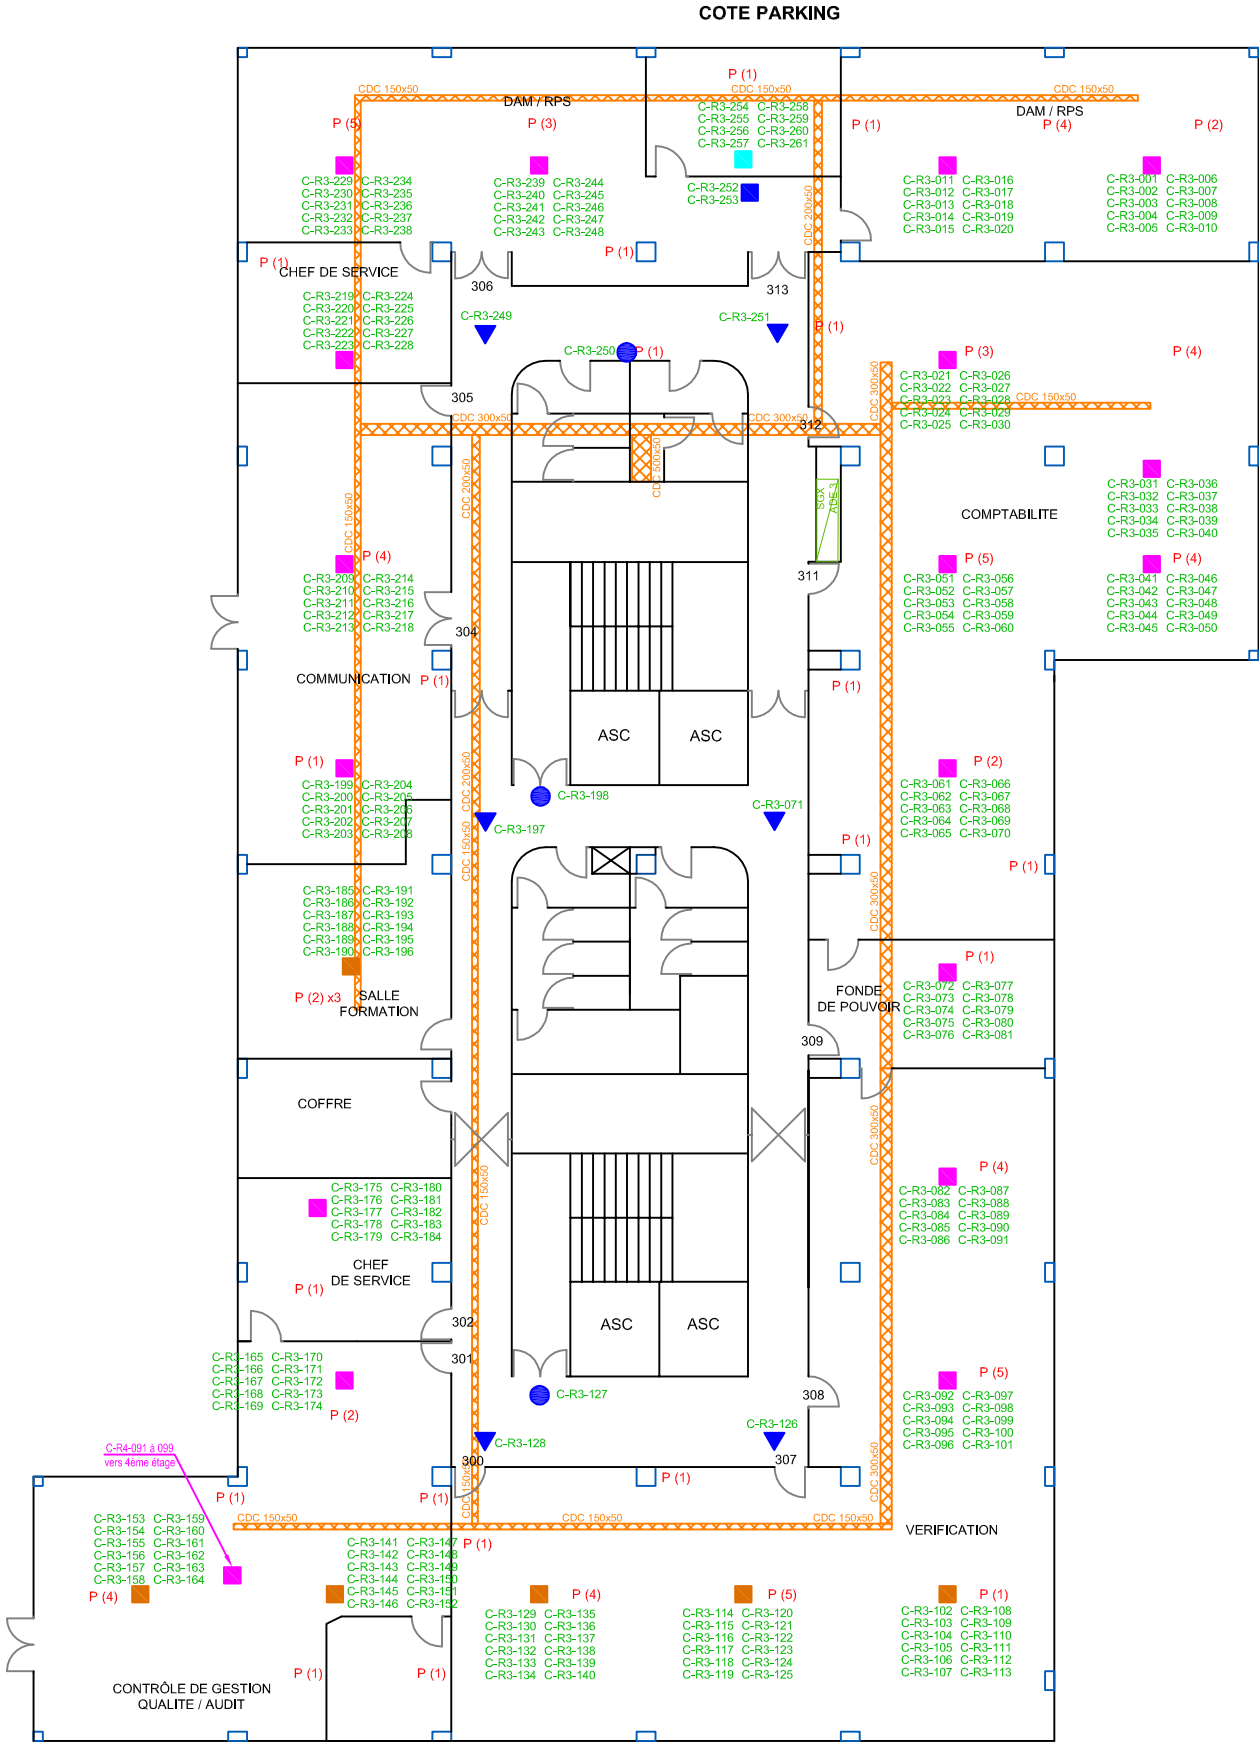 COTE PARKING
CDC 150x50
CDC 150x50
CDC 150x50
P (1)
DAM / RPS
DAM / RPS
P (5)
P (3)
C-R3-254 C-R3-258
C-R3-255 C-R3-259
C-R3-256 C-R3-260
C-R3-257 C-R3-261
P (1)
P (4)
P (2)
C-R3-229 C-R3-234
C-R3-230 C-R3-235
C-R3-231 C-R3-236
C-R3-232 C-R3-237
C-R3-233 C-R3-238
C-R3-239 C-R3-244
C-R3-240 C-R3-245
C-R3-241 C-R3-246
C-R3-242 C-R3-247
C-R3-243 C-R3-248
C-R3-252
C-R3-253
CDC 200x50
C-R3-011 C-R3-016
C-R3-012 C-R3-017
C-R3-013 C-R3-018
C-R3-014 C-R3-019
C-R3-015 C-R3-020
C-R3-001 C-R3-006
C-R3-002 C-R3-007
C-R3-003 C-R3-008
C-R3-004 C-R3-009
C-R3-005 C-R3-010
P (1)
CHEF DE SERVICE
P (1)
306
313
C-R3-219 C-R3-224
C-R3-220 C-R3-225
C-R3-221 C-R3-226
C-R3-222 C-R3-227
C-R3-223 C-R3-228
C-R3-249
C-R3-251
P (1)
C-R3-250
P (1)
P (3)
P (4)
CDC 300x50
C-R3-021 C-R3-026
C-R3-022 C-R3-027
C-R3-023 C-R3-028
C-R3-024 C-R3-029
C-R3-025 C-R3-030
CDC 150x50
305
CDC 300x50
CDC 300x50
312
CDC 200x50
CDC 500x50
SGX
ADE 3
C-R3-031 C-R3-036
C-R3-032 C-R3-037
C-R3-033 C-R3-038
C-R3-034 C-R3-039
C-R3-035 C-R3-040
COMPTABILITE
CDC 150x50
P (4)
P (5)
P (4)
311
C-R3-209 C-R3-214
C-R3-210 C-R3-215
C-R3-211 C-R3-216
C-R3-212 C-R3-217
C-R3-213 C-R3-218
C-R3-051 C-R3-056
C-R3-052 C-R3-057
C-R3-053 C-R3-058
C-R3-054 C-R3-059
C-R3-055 C-R3-060
C-R3-041 C-R3-046
C-R3-042 C-R3-047
C-R3-043 C-R3-048
C-R3-044 C-R3-049
C-R3-045 C-R3-050
304
COMMUNICATION
P (1)
P (1)
ASC
ASC
P (1)
P (2)
CDC 200x50
C-R3-199 C-R3-204
C-R3-200 C-R3-205
C-R3-201 C-R3-206
C-R3-202 C-R3-207
C-R3-203 C-R3-208
C-R3-198
C-R3-071
C-R3-197
C-R3-061 C-R3-066
C-R3-062 C-R3-067
C-R3-063 C-R3-068
C-R3-064 C-R3-069
C-R3-065 C-R3-070
CDC 150x50
P (1)
P (1)
CDC 300x50
C-R3-185 C-R3-191
C-R3-186 C-R3-192
C-R3-187 C-R3-193
C-R3-188 C-R3-194
C-R3-189 C-R3-195
C-R3-190 C-R3-196
P (1)
P (2) x3
SALLE
FORMATION
FONDE
DE POUVOIR
C-R3-072 C-R3-077
C-R3-073 C-R3-078
C-R3-074 C-R3-079
C-R3-075 C-R3-080
C-R3-076 C-R3-081
309
COFFRE
CDC 300x50
P (4)
CDC 150x50
C-R3-175 C-R3-180
C-R3-176 C-R3-181
C-R3-177 C-R3-182
C-R3-178 C-R3-183
C-R3-179 C-R3-184
C-R3-082 C-R3-087
C-R3-083 C-R3-088
C-R3-084 C-R3-089
C-R3-085 C-R3-090
C-R3-086 C-R3-091
CHEF
DE SERVICE
P (1)
302
ASC
ASC
301
C-R3-165 C-R3-170
C-R3-166 C-R3-171
C-R3-167 C-R3-172
C-R3-168 C-R3-173
C-R3-169 C-R3-174
P (2)
P (5)
C-R3-127
308
C-R3-092 C-R3-097
C-R3-093 C-R3-098
C-R3-094 C-R3-099
C-R3-095 C-R3-100
C-R3-096 C-R3-101
C-R3-126
C-R3-128
C-R4-091 à 099
vers 4ème étage
300
307
CDC 150x50
CDC 300x50
P (1)
P (1)
P (1)
CDC 150x50
CDC 150x50
CDC 150x50
VERIFICATION
C-R3-153 C-R3-159
C-R3-154 C-R3-160
C-R3-155 C-R3-161
C-R3-156 C-R3-162
C-R3-157 C-R3-163
C-R3-158 C-R3-164
P (1)
C-R3-141 C-R3-147
C-R3-142 C-R3-148
C-R3-143 C-R3-149
C-R3-144 C-R3-150
C-R3-145 C-R3-151
C-R3-146 C-R3-152
P (4)
P (4)
P (5)
P (1)
C-R3-129 C-R3-135
C-R3-130 C-R3-136
C-R3-131 C-R3-137
C-R3-132 C-R3-138
C-R3-133 C-R3-139
C-R3-134 C-R3-140
C-R3-114 C-R3-120
C-R3-115 C-R3-121
C-R3-116 C-R3-122
C-R3-117 C-R3-123
C-R3-118 C-R3-124
C-R3-119 C-R3-125
C-R3-102 C-R3-108
C-R3-103 C-R3-109
C-R3-104 C-R3-110
C-R3-105 C-R3-111
C-R3-106 C-R3-112
C-R3-107 C-R3-113
P (1)
P (1)
CONTRÔLE DE GESTION
QUALITE / AUDIT